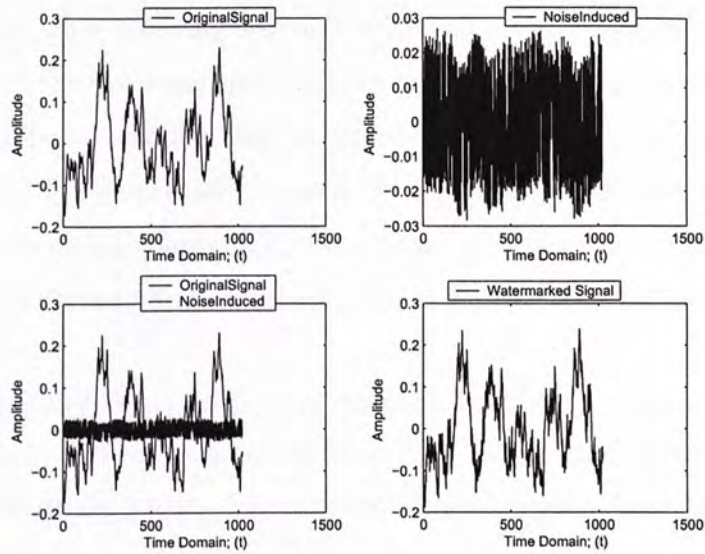 OriginalSignal
0.3
0.2
0.1
0
−0.1
−0.2
Amplitude
0 500 1000 1500
Time Domain; (t)
NoiseInduced
0.03
0.02
0.01
0
−0.01
−0.02
−0.03
Amplitude
0 500 1000 1500
Time Domain; (t)
OriginalSignal
NoiseInduced
0.3
0.2
0.1
0
−0.1
−0.2
Amplitude
0 500 1000 1500
Time Domain; (t)
Watermarked Signal
0.3
0.2
0.1
0
−0.1
−0.2
Amplitude
0 500 1000 1500
Time Domain; (t)